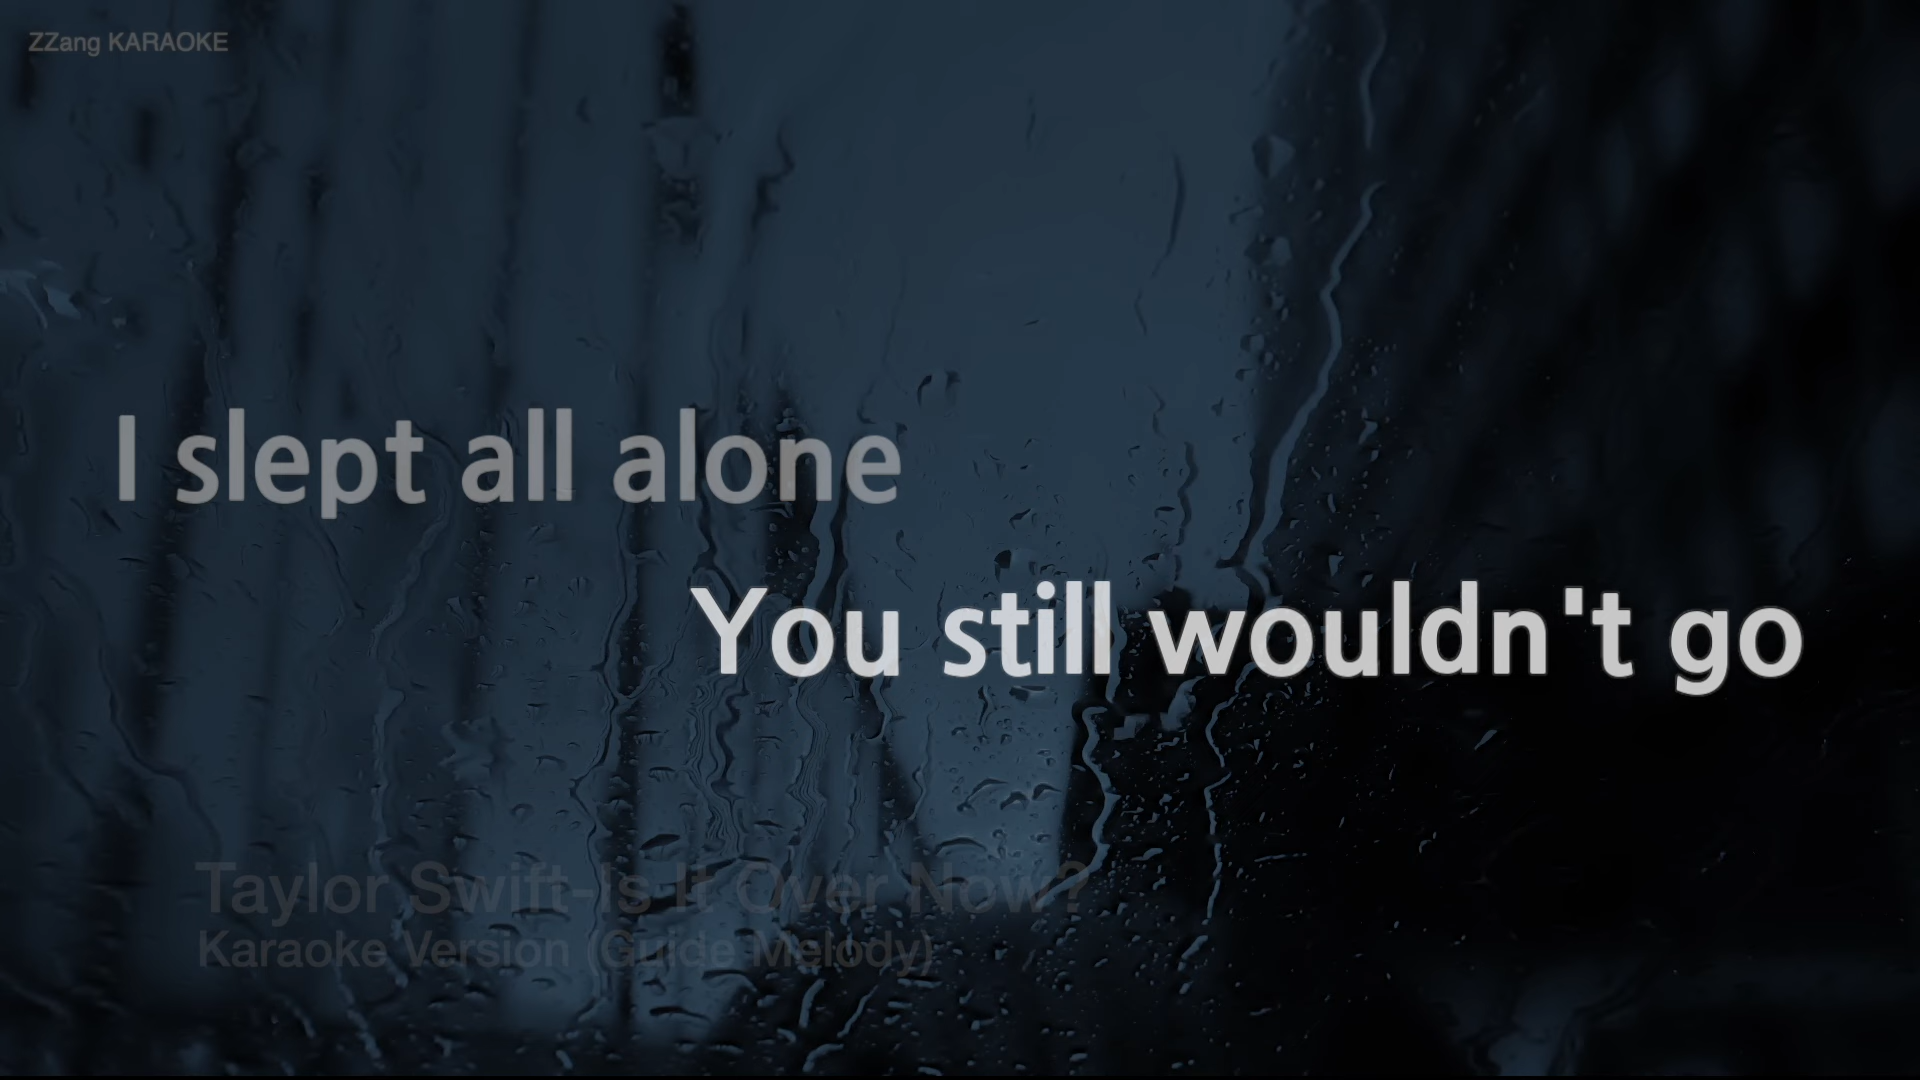 ZZang KARAOKE
I slept all alone
You still wouldn't go
Taylor Swift-Is It Over Now?
Karaoke Version (Guide Melody)